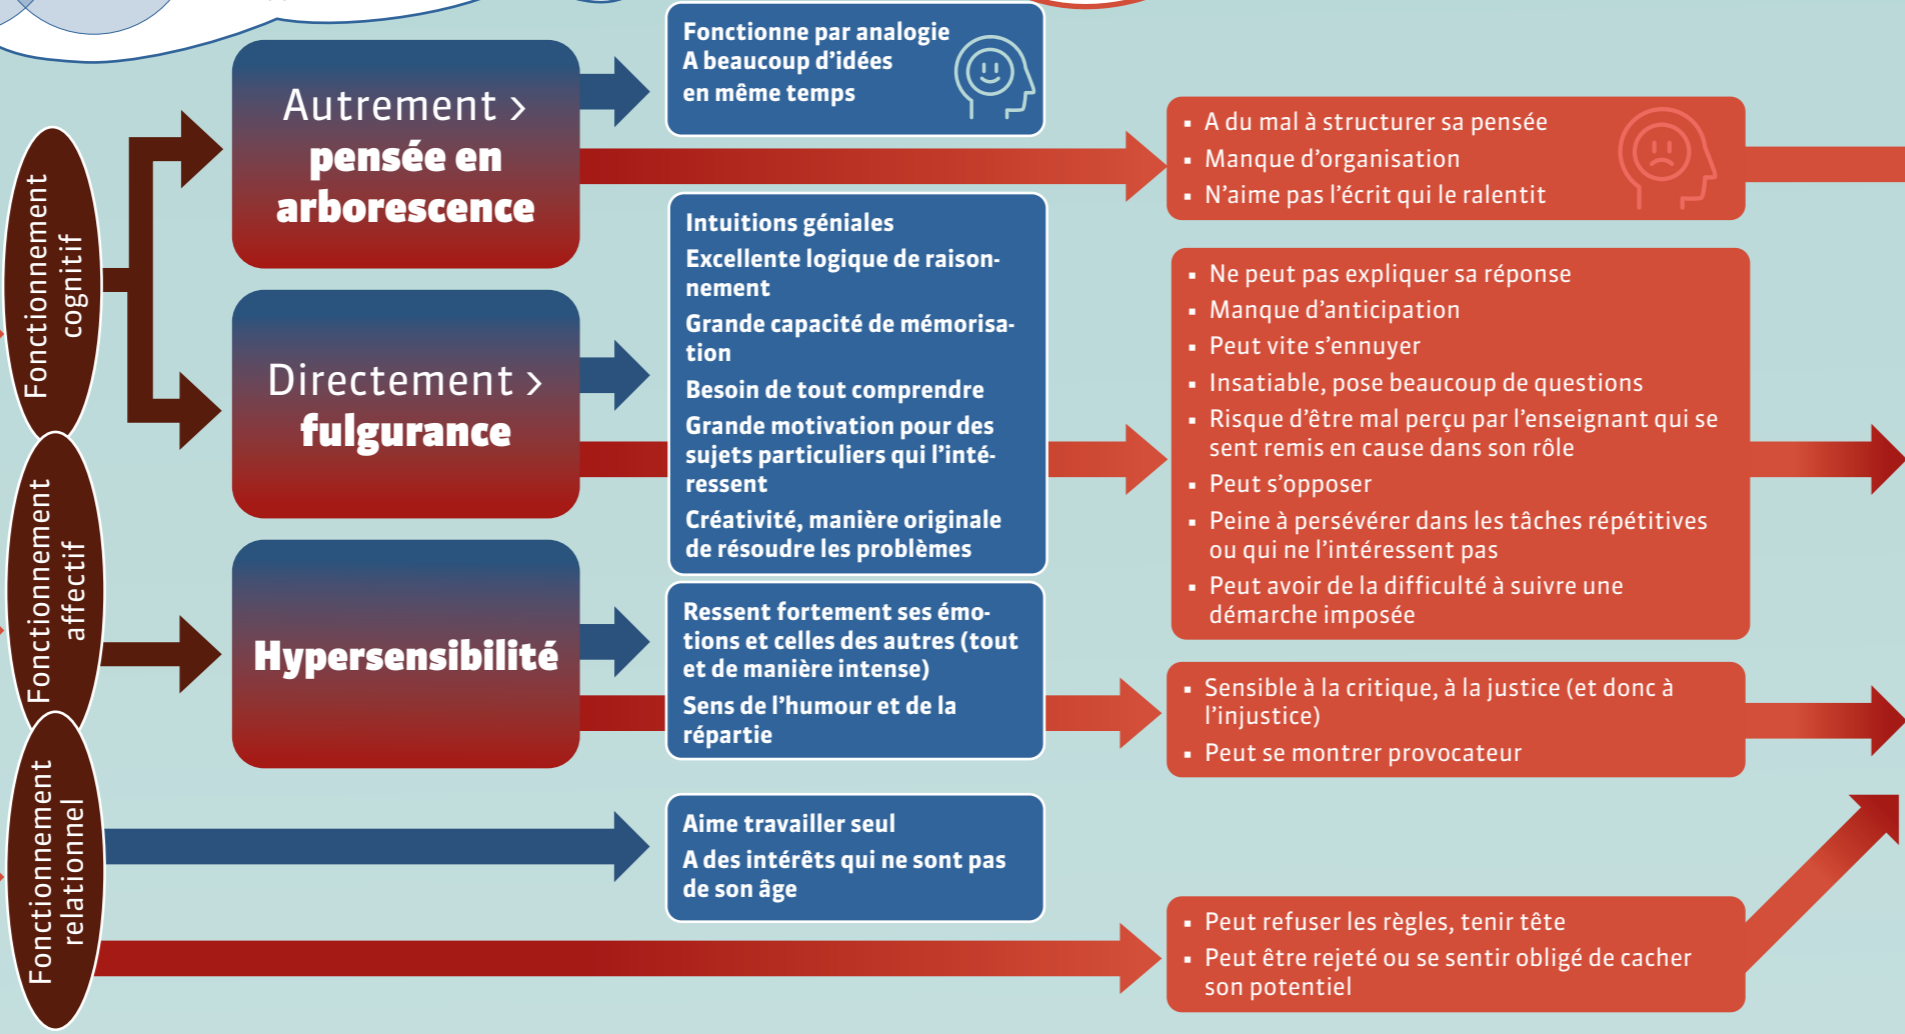 Fonctionnement
cognitif
Autrement >
pensée en
arborescence
Fonctionne par analogie
A beaucoup d'idées
en même temps
▪ A du mal à structurer sa pensée
▪ Manque d'organisation
▪ N'aime pas l'écrit qui le ralentit
Directement >
fulgurance
Intuitions géniales
Excellente logique de raison-
nement
Grande capacité de mémorisa-
tion
Besoin de tout comprendre
Grande motivation pour des
sujets particuliers qui l'inté-
ressent
Créativité, manière originale
de résoudre les problèmes
▪ Ne peut pas expliquer sa réponse
▪ Manque d'anticipation
▪ Peut vite s'ennuyer
▪ Insatiable, pose beaucoup de questions
▪ Risque d'être mal perçu par l'enseignant qui se
sent remis en cause dans son rôle
▪ Peut s'opposer
▪ Peine à persévérer dans les tâches répétitives
ou qui ne l'intéressent pas
▪ Peut avoir de la difficulté à suivre une
démarche imposée
Fonctionnement
affectif
Hypersensibilité
Ressent fortement ses émo-
tions et celles des autres (tout
et de manière intense)
Sens de l'humour et de la
répartie
▪ Sensible à la critique, à la justice (et donc à
l'injustice)
▪ Peut se montrer provocateur
Fonctionnement
relationnel
Aime travailler seul
A des intérêts qui ne sont pas
de son âge
▪ Peut refuser les règles, tenir tête
▪ Peut être rejeté ou se sentir obligé de cacher
son potentiel